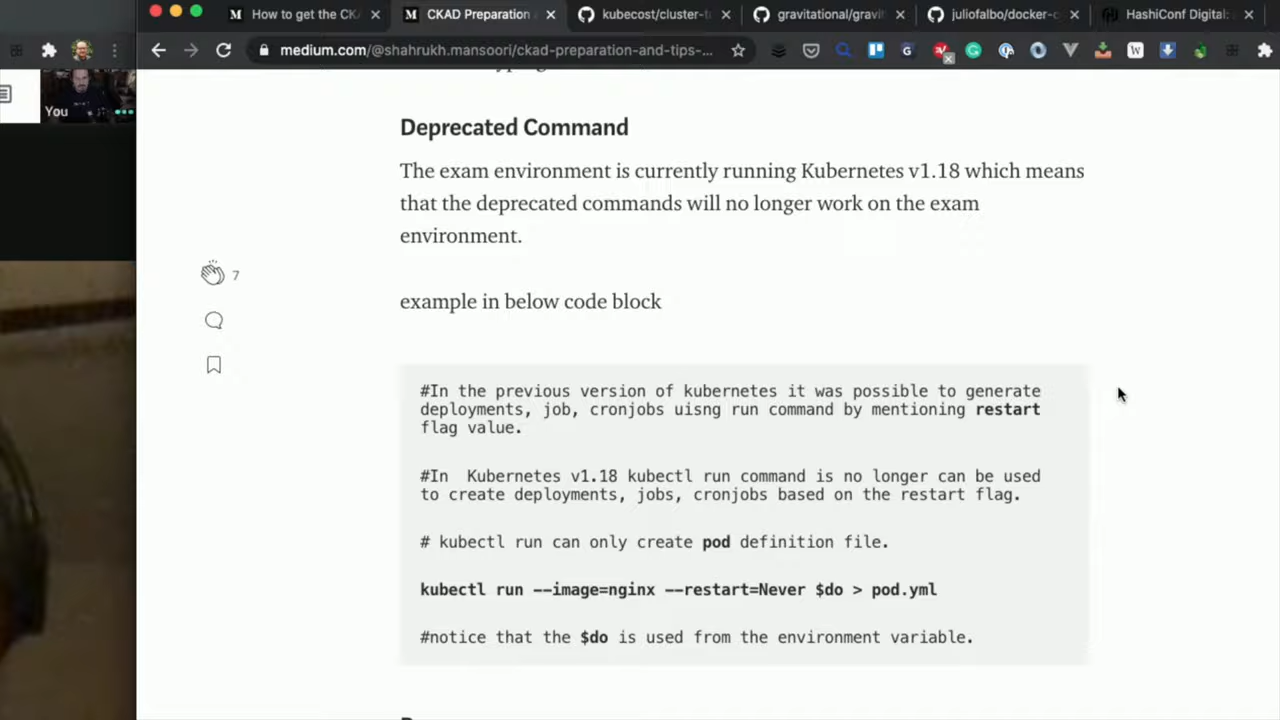 How to get the CK
CKAD Preparation
kubecost/cluster-t
gravitational/gravi
juliofalbo/docker-c
HashiConf Digital:
medium.com/@shahrukh.mansoori/ckad-preparation-and-tips-...
You
Deprecated Command
The exam environment is currently running Kubernetes v1.18 which means
that the deprecated commands will no longer work on the exam
environment.
7
example in below code block
#In the previous version of kubernetes it was possible to generate
deployments, job, cronjobs uisng run command by mentioning restart
flag value.
#In  Kubernetes v1.18 kubectl run command is no longer can be used
to create deployments, jobs, cronjobs based on the restart flag.
# kubectl run can only create pod definition file.
kubectl run --image=nginx --restart=Never $do > pod.yml
#notice that the $do is used from the environment variable.